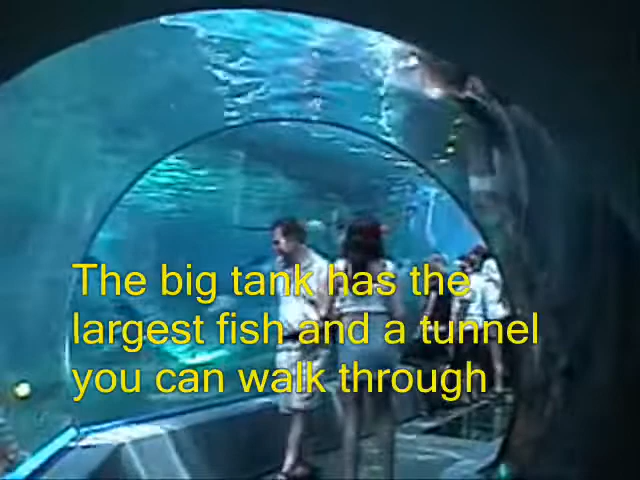 The big tank has the
largest fish and a tunnel
you can walk through